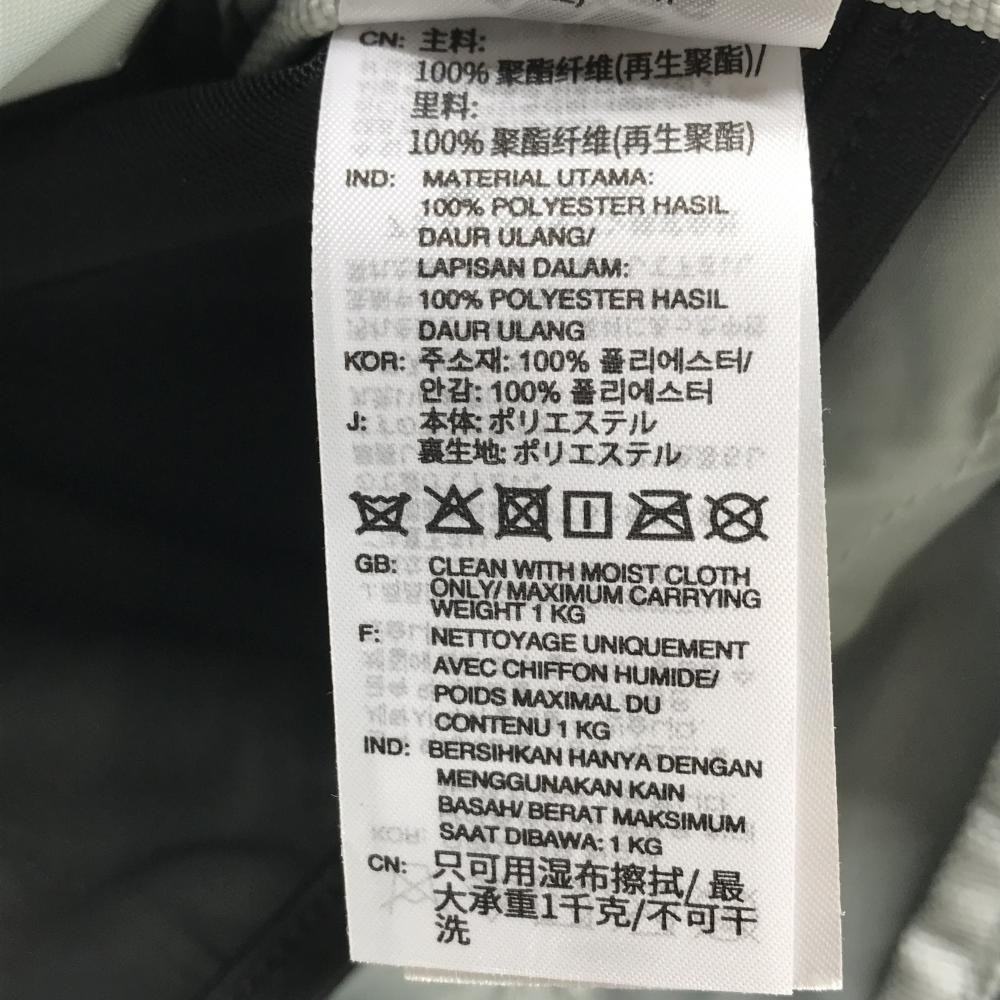 CN: 主料:
100% 聚酯纤维(再生聚酯)/
里料:
100% 聚酯纤维(再生聚酯)
IND: MATERIAL UTAMA:
100% POLYESTER HASIL
DAUR ULANG/
LAPISAN DALAM:
100% POLYESTER HASIL
DAUR ULANG
KOR: 주소재: 100% 폴리에스터/
안감: 100% 폴리에스터
J: 本体: ポリエステル
裏生地: ポリエステル
GB: CLEAN WITH MOIST CLOTH
ONLY/ MAXIMUM CARRYING
WEIGHT 1 KG
F: NETTOYAGE UNIQUEMENT
AVEC CHIFFON HUMIDE/
POIDS MAXIMAL DU
CONTENU 1 KG
IND: BERSIHKAN HANYA DENGAN
MENGGUNAKAN KAIN
BASAH/ BERAT MAKSIMUM
SAAT DIBAWA: 1 KG
CN: 只可用湿布擦拭/ 最
大承重1千克/不可干
洗